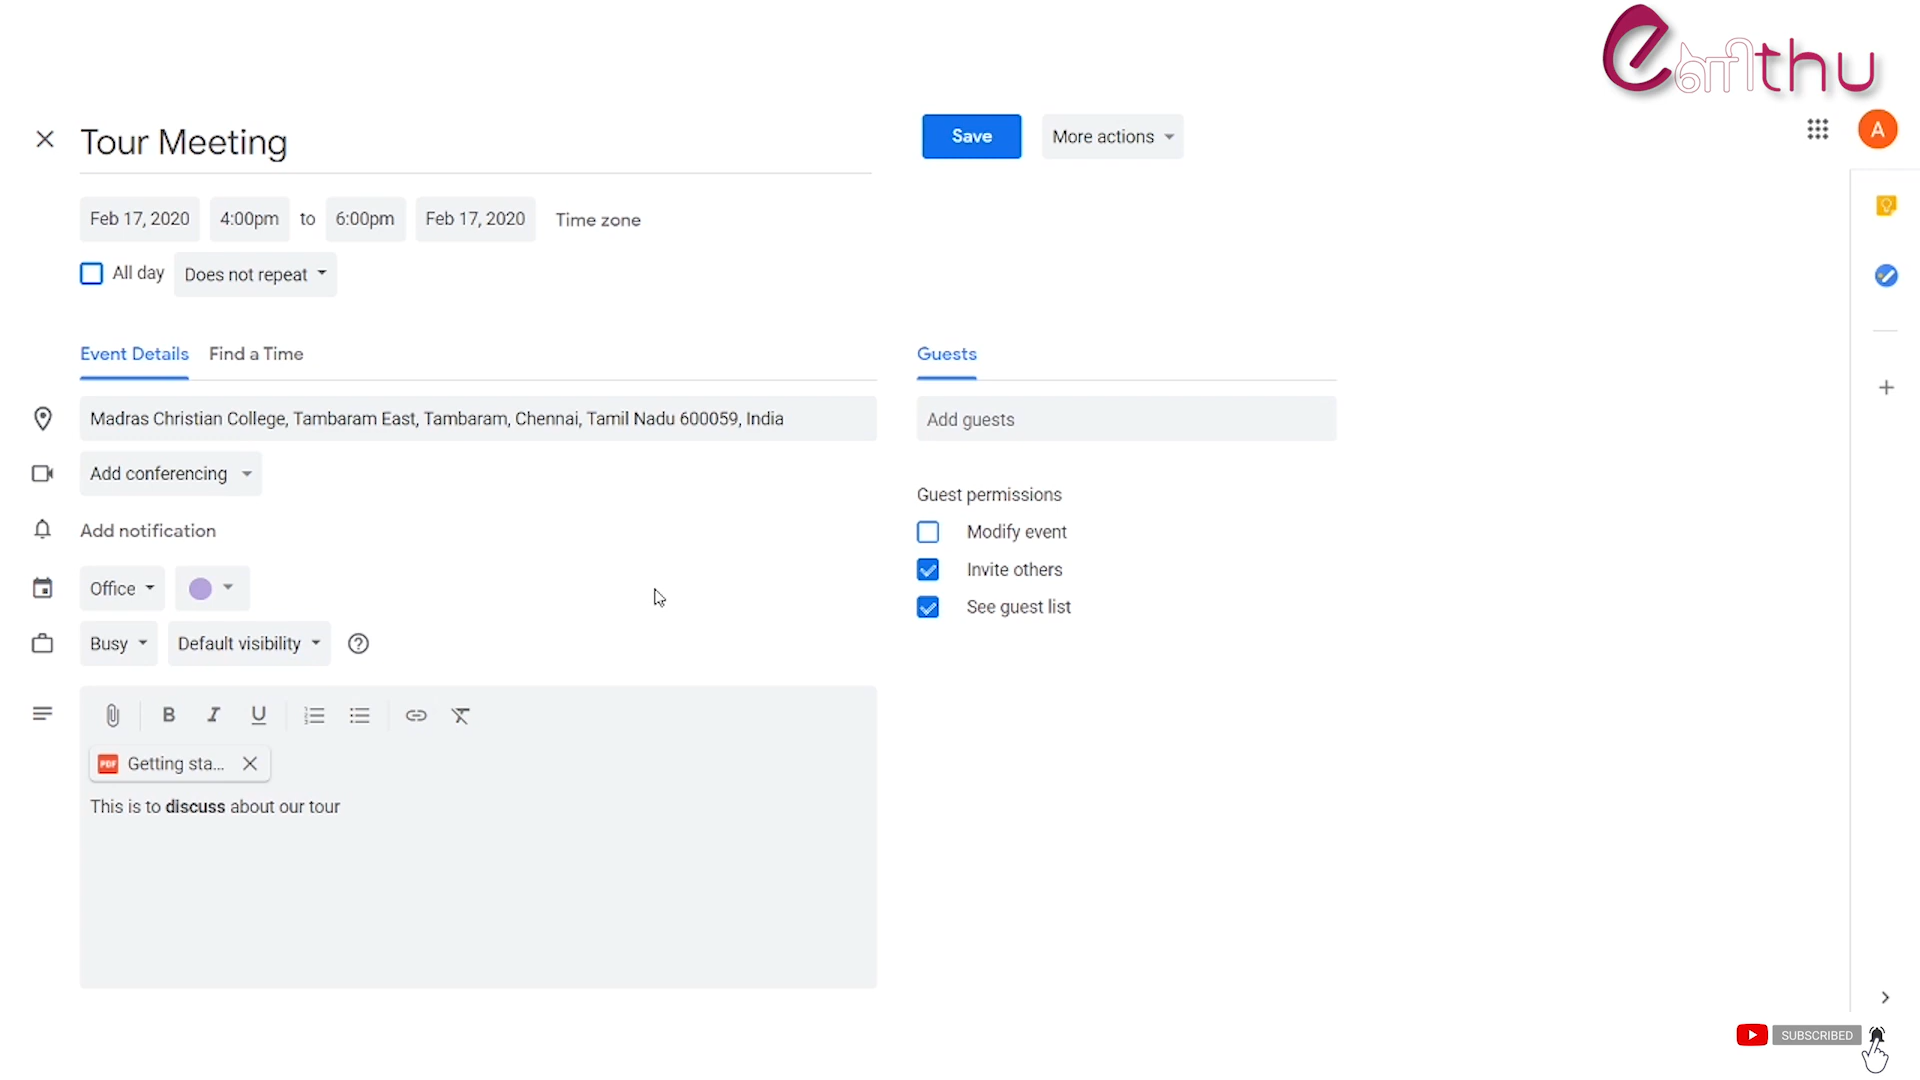 eளிthu
Tour Meeting
Save
More actions
A
Feb 17, 2020 4:00pm to 6:00pm Feb 17, 2020 Time zone
All day Does not repeat
Event Details Find a Time
Guests
Madras Christian College, Tambaram East, Tambaram, Chennai, Tamil Nadu 600059, India
Add guests
Add conferencing
Guest permissions
Add notification
Modify event
Invite others
Office
See guest list
Busy Default visibility
B I U
PDF Getting sta...
This is to discuss about our tour
SUBSCRIBED